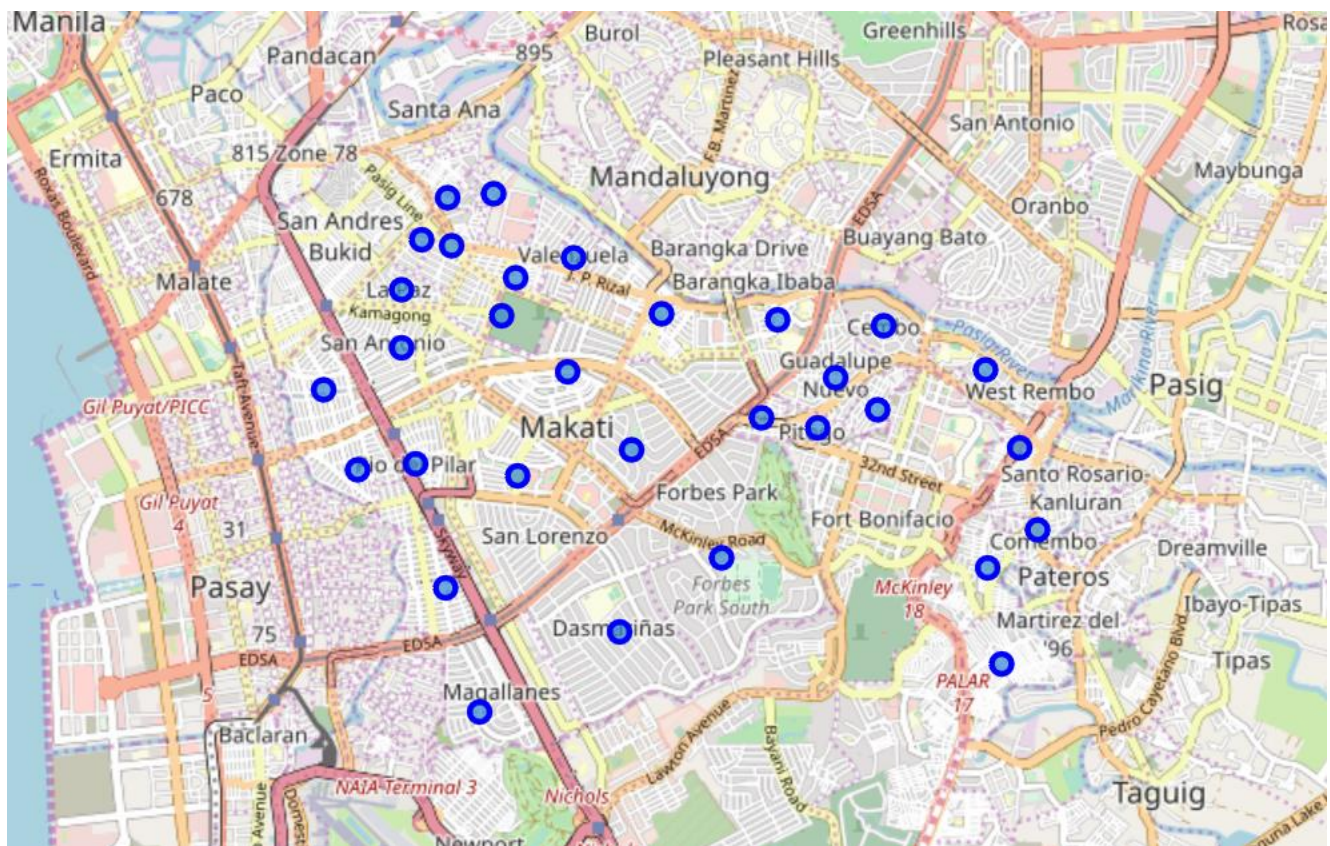 Manila
Burol
Greenhills
Rosa
Pandacan
895
Pleasant Hills
Paco
Santa Ana
F.B. Martinez
San Antonio
Ermita
815 Zone 78
Pasig Line
Mandaluyong
EDSA
Maybunga
Roxas Boulevard
678
San Andres
Bukid
Oranbo
Barangka Drive
Buayang Bato
Malate
J. P. Rizal
Barangka Ibaba
Kamagong
Pasig River
Marikina River
Guadalupe
Nuevo
West Rembo
Pasig
Taft Avenue
Gil Puyat/PICC
Makati
EDSA
32nd Street
Santo Rosario-
Kanluran
Gil Puyat
4
Forbes Park
31
San Lorenzo
McKinley Road
Fort Bonifacio
Comembo
Dreamville
Skyway
Pasay
Forbes
Park South
McKinley
18
Pateros
Ibayo-Tipas
75
EDSA
EDSA
Martirez del
'96
Tipas
5
Magallanes
PALAR
17
Pedro Cayetano Blvd
Baclaran
Lawton Avenue
Bayani Road
NAIA Terminal 3
Nichols
Taguig
Domest
Newport